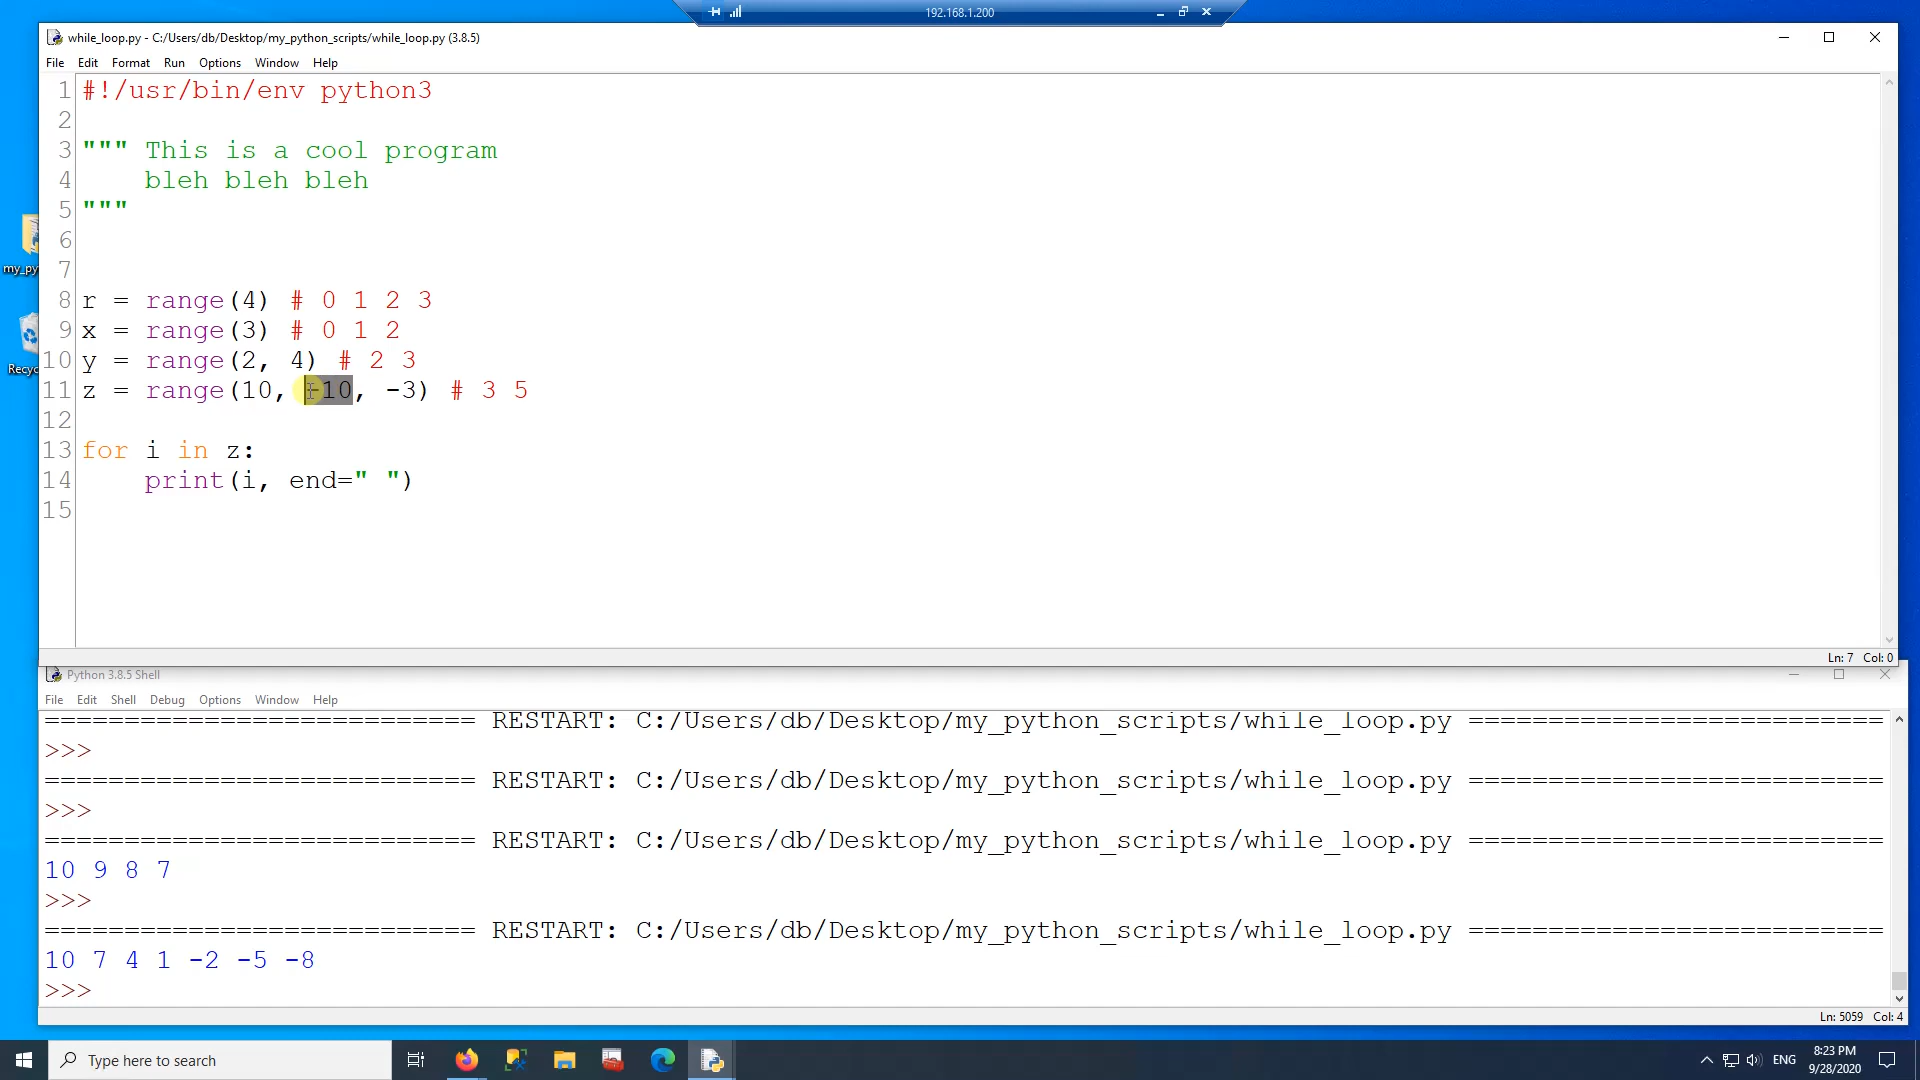 192.168.1.200
while_loop.py - C:/Users/db/Desktop/my_python_scripts/while_loop.py (3.8.5)
File Edit Format Run Options Window Help
1 #!/usr/bin/env python3
2
3 """ This is a cool program
4 bleh bleh bleh
5 """
6
7
8 r = range(4) # 0 1 2 3
9 x = range(3) # 0 1 2
10 y = range(2, 4) # 2 3
11 z = range(10, -10, -3) # 3 5
12
13 for i in z:
14 print(i, end=" ")
15
my_py
Recyc
Ln: 7 Col: 0
Python 3.8.5 Shell
File Edit Shell Debug Options Window Help
=========================== RESTART: C:/Users/db/Desktop/my_python_scripts/while_loop.py ==========================
>>>
=========================== RESTART: C:/Users/db/Desktop/my_python_scripts/while_loop.py ==========================
>>>
=========================== RESTART: C:/Users/db/Desktop/my_python_scripts/while_loop.py ==========================
10 9 8 7
>>>
=========================== RESTART: C:/Users/db/Desktop/my_python_scripts/while_loop.py ==========================
10 7 4 1 -2 -5 -8
>>>
Ln: 5059 Col: 4
Type here to search
ENG
8:23 PM
9/28/2020